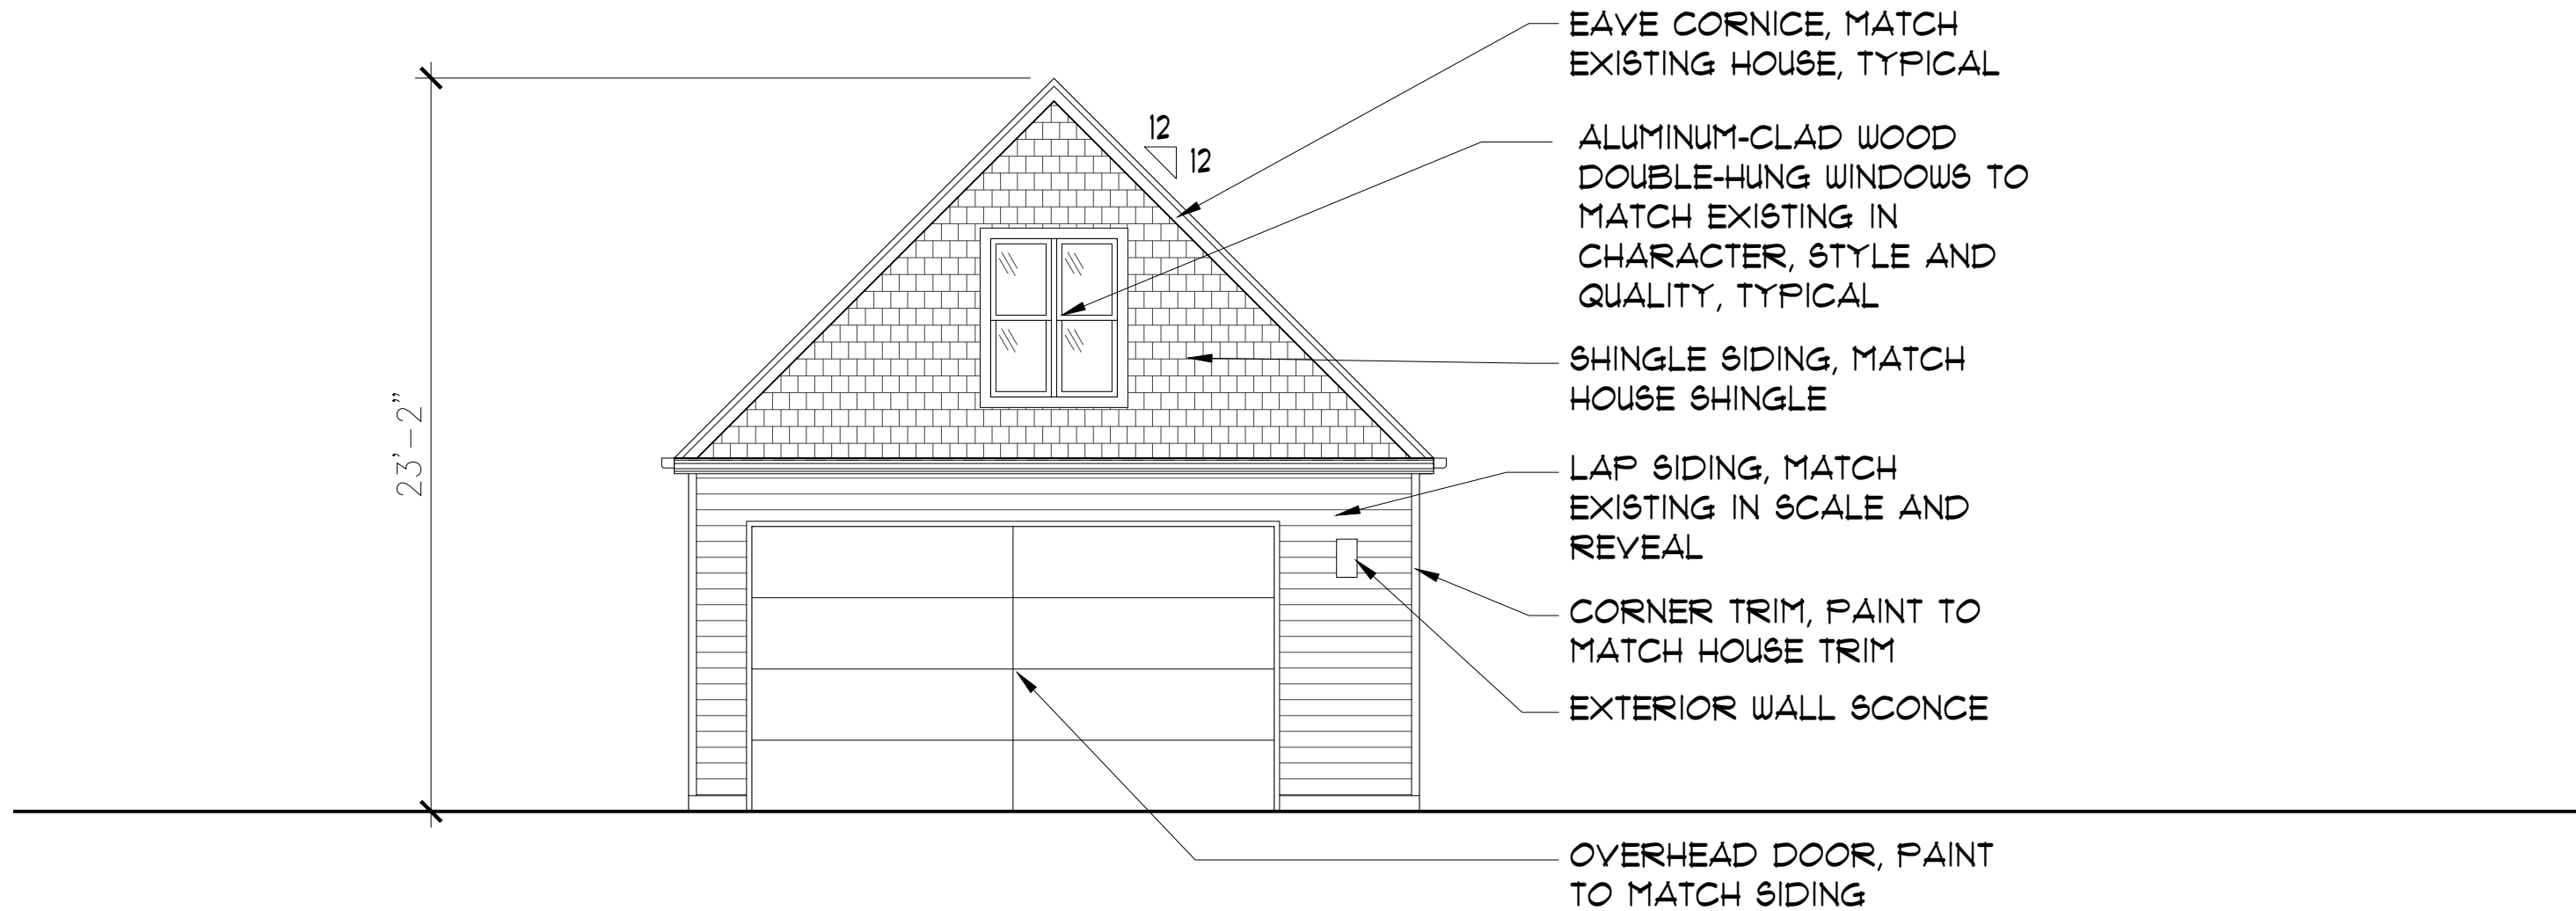 EAVE CORNICE, MATCH
EXISTING HOUSE, TYPICAL
12
12
ALUMINUM-CLAD WOOD
DOUBLE-HUNG WINDOWS TO
MATCH EXISTING IN
CHARACTER, STYLE AND
QUALITY, TYPICAL
SHINGLE SIDING, MATCH
HOUSE SHINGLE
23'-2"
LAP SIDING, MATCH
EXISTING IN SCALE AND
REVEAL
CORNER TRIM, PAINT TO
MATCH HOUSE TRIM
EXTERIOR WALL SCONCE
OVERHEAD DOOR, PAINT
TO MATCH SIDING